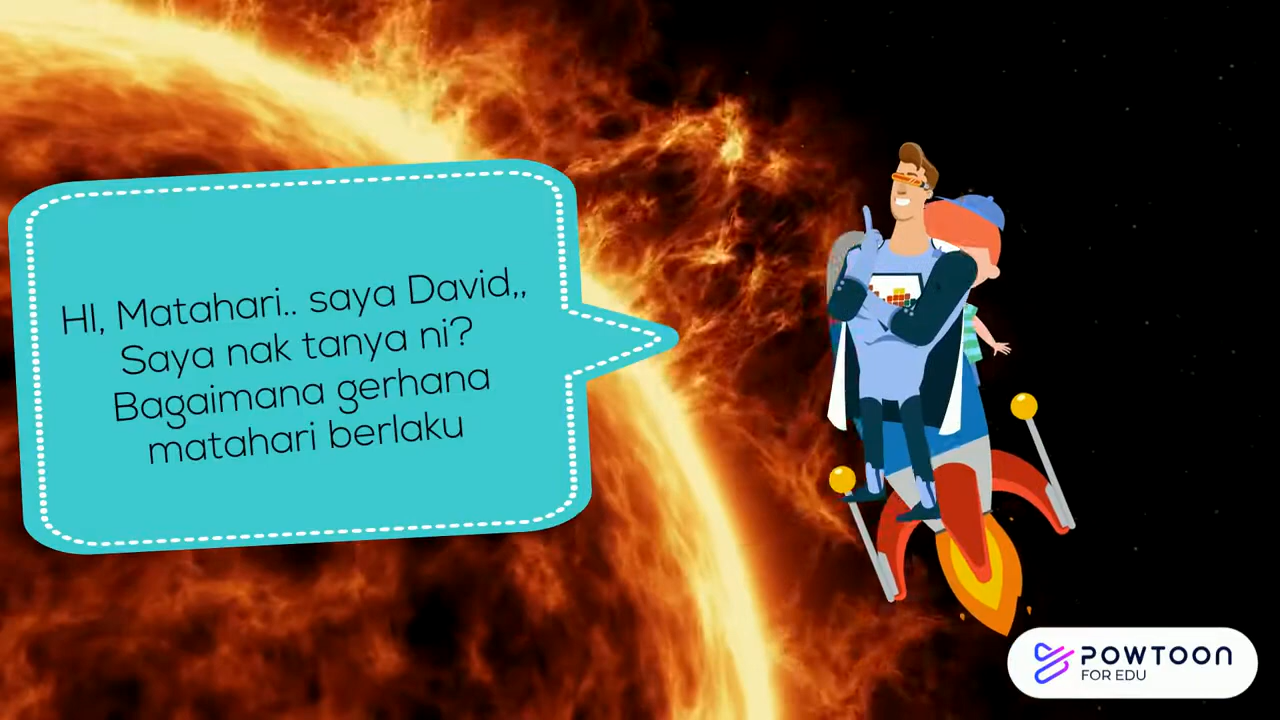 HI, Matahari.. saya David,,
Saya nak tanya ni?
Bagaimana gerhana
matahari berlaku
POWTOON
FOR EDU